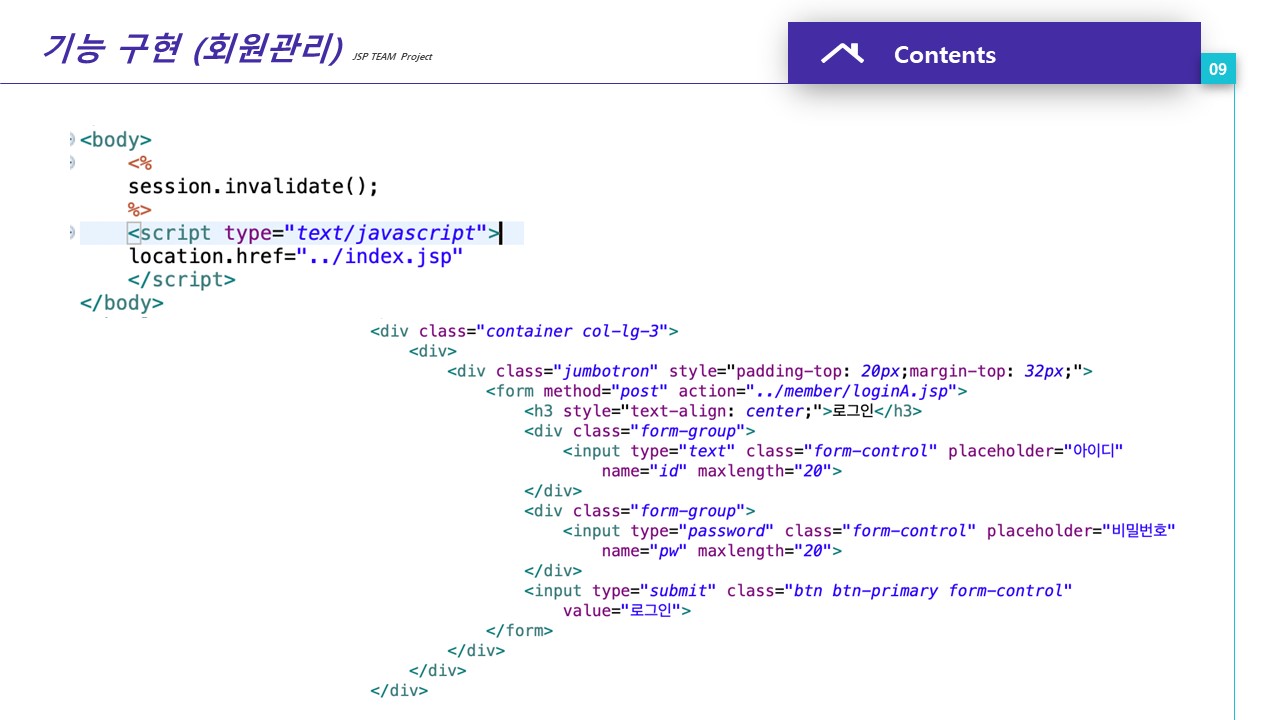 기능 구현 (회원관리) JSP TEAM Project
Contents
09
<body>
<%
session.invalidate();
%>
<script type="text/javascript">
location.href="../index.jsp"
</script>
</body>
<div class="container col-lg-3">
<div>
<div class="jumbotron" style="padding-top: 20px;margin-top: 32px;">
<form method="post" action="../member/loginA.jsp">
<h3 style="text-align: center;">로그인</h3>
<div class="form-group">
<input type="text" class="form-control" placeholder="아이디"
name="id" maxlength="20">
</div>
<div class="form-group">
<input type="password" class="form-control" placeholder="비밀번호"
name="pw" maxlength="20">
</div>
<input type="submit" class="btn btn-primary form-control"
value="로그인">
</form>
</div>
</div>
</div>